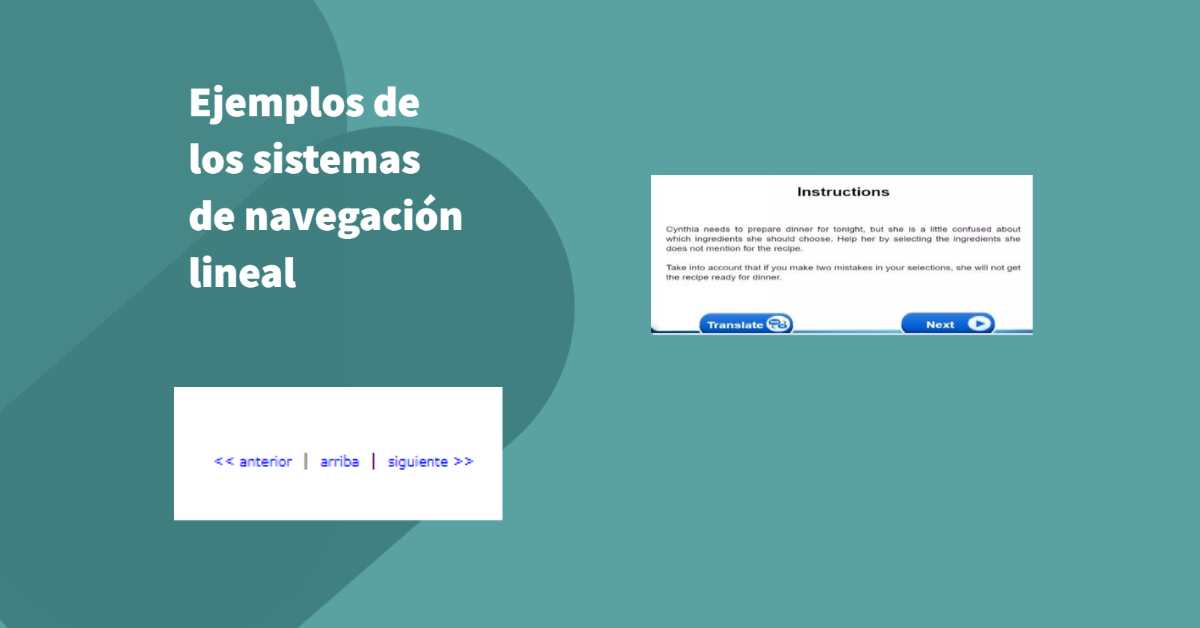 Ejemplos de
los sistemas
de navegación
lineal
Instructions
Cynthia needs to prepare dinner for tonight, but she is a little confused about
which ingredients she should choose. Help her by selecting the ingredients she
does not mention for the recipe.
Take into account that if you make two mistakes in your selections, she will not get
the recipe ready for dinner.
Translate
Next
<< anterior | arriba | siguiente >>